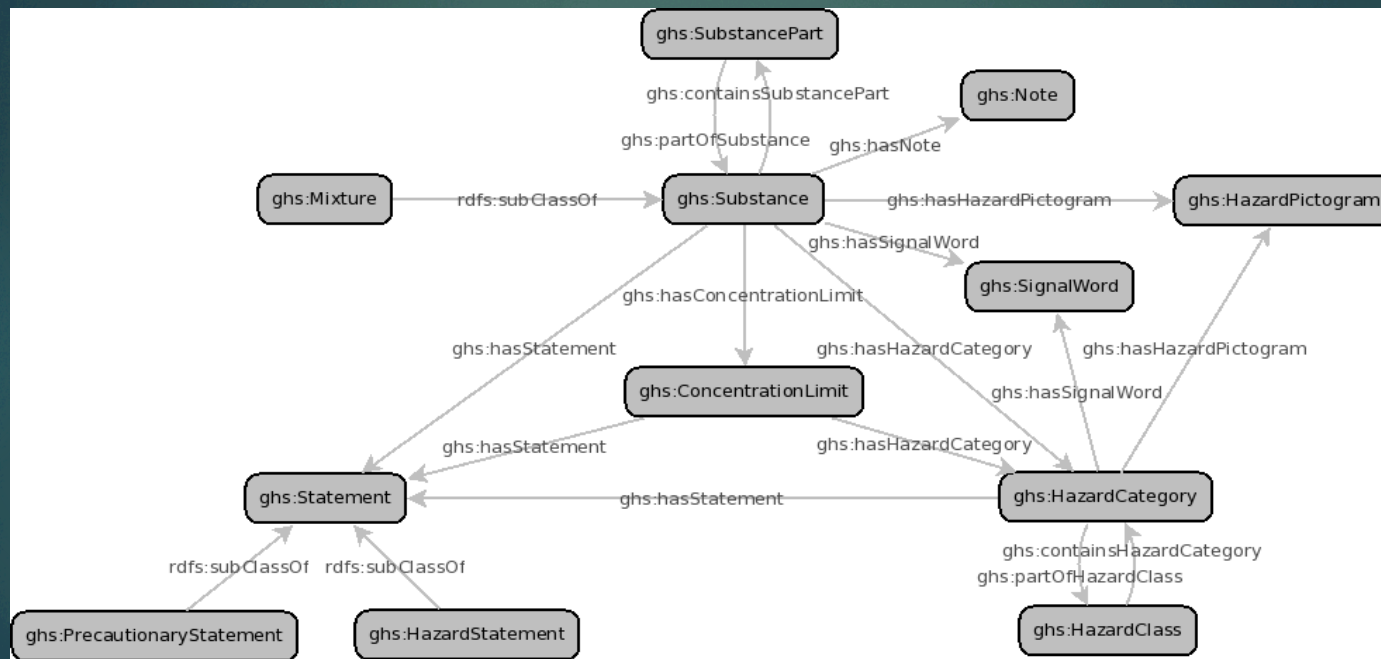 ghs:SubstancePart
ghs:containsSubstancePart
ghs:Note
ghs:partOfSubstance
ghs:hasNote
ghs:Mixture
rdfs:subClassOf
ghs:Substance
ghs:hasHazardPictogram
ghs:HazardPictogram
ghs:hasSignalWord
ghs:SignalWord
ghs:hasConcentrationLimit
ghs:hasStatement
ghs:hasHazardCategory
ghs:hasHazardPictogram
ghs:ConcentrationLimit
ghs:hasSignalWord
ghs:hasStatement
ghs:hasHazardCategory
ghs:Statement
ghs:hasStatement
ghs:HazardCategory
ghs:containsHazardCategory
rdfs:subClassOf
rdfs:subClassOf
ghs:partOfHazardClass
ghs:PrecautionaryStatement
ghs:HazardStatement
ghs:HazardClass